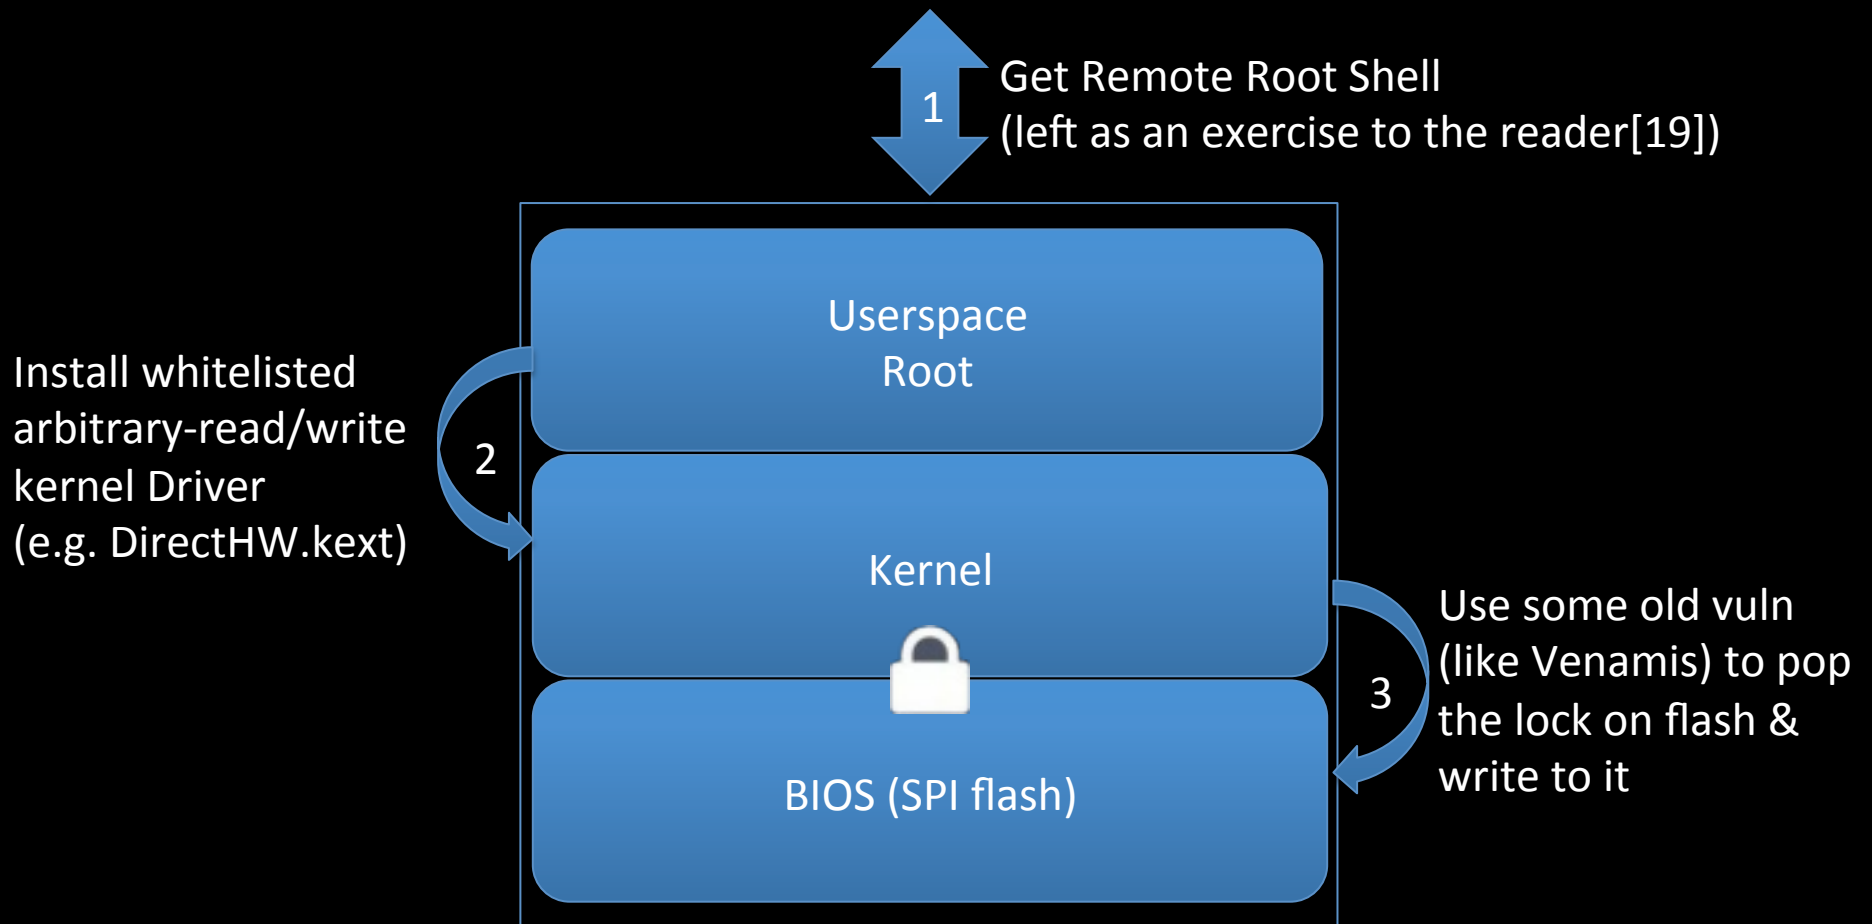 1
Get Remote Root Shell
(left as an exercise to the reader[19])
Userspace
Root
Install whitelisted
arbitrary-read/write
kernel Driver
(e.g. DirectHW.kext)
2
Kernel
Use some old vuln
(like Venamis) to pop
the lock on flash &
write to it
3
BIOS (SPI flash)